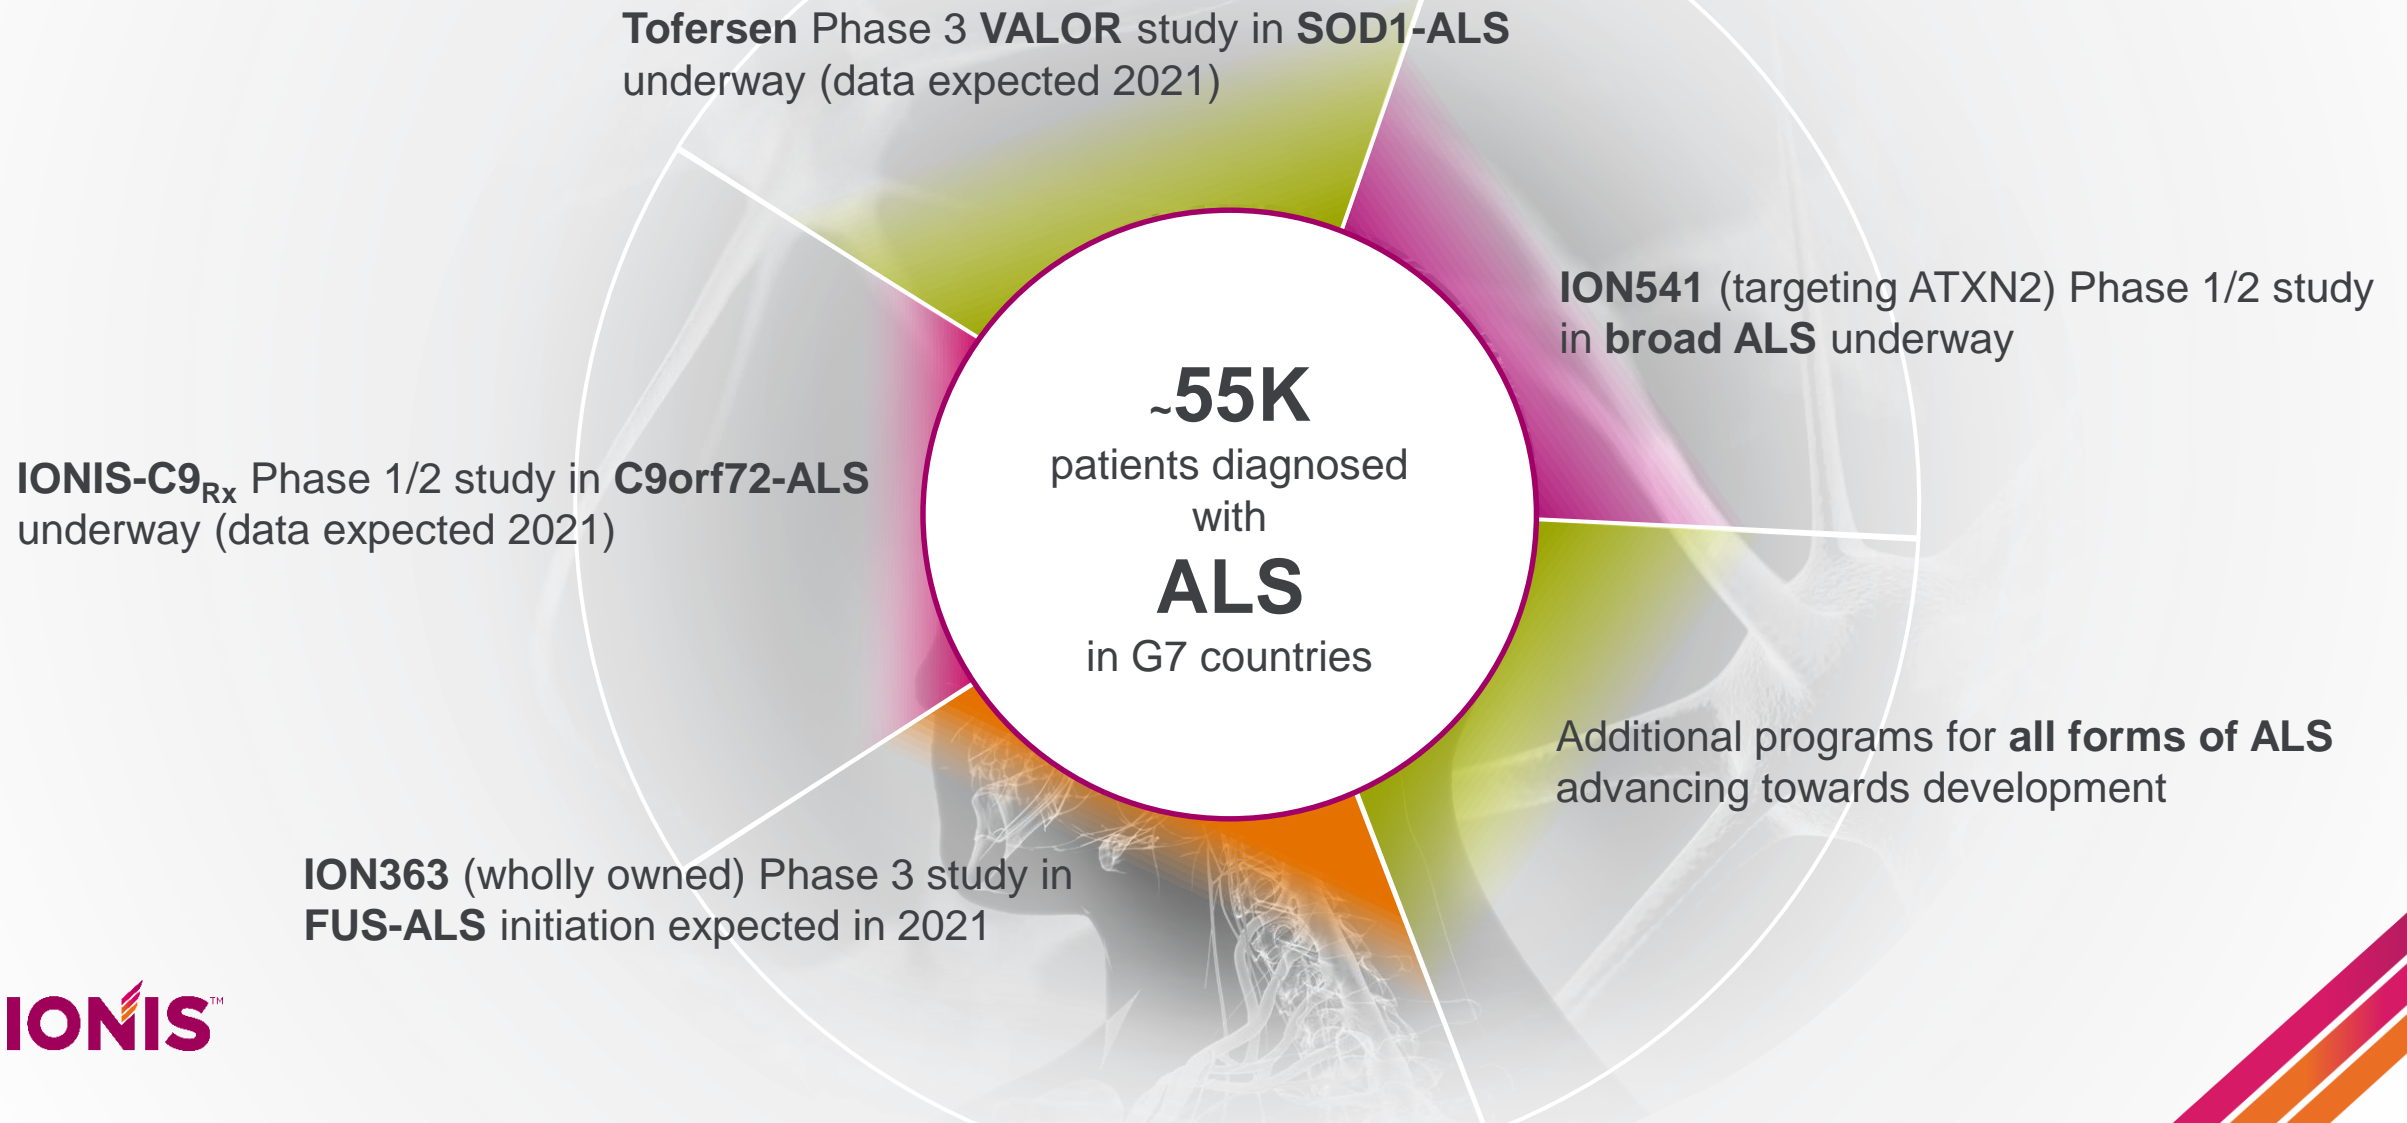 Tofersen Phase 3 VALOR study in SOD1-ALS
underway (data expected 2021)
ION541 (targeting ATXN2) Phase 1/2 study
in broad ALS underway
~55K
patients diagnosed
with
ALS
in G7 countries
IONIS-C9Rx Phase 1/2 study in C9orf72-ALS
underway (data expected 2021)
Additional programs for all forms of ALS
advancing towards development
ION363 (wholly owned) Phase 3 study in
FUS-ALS initiation expected in 2021
IONIS™